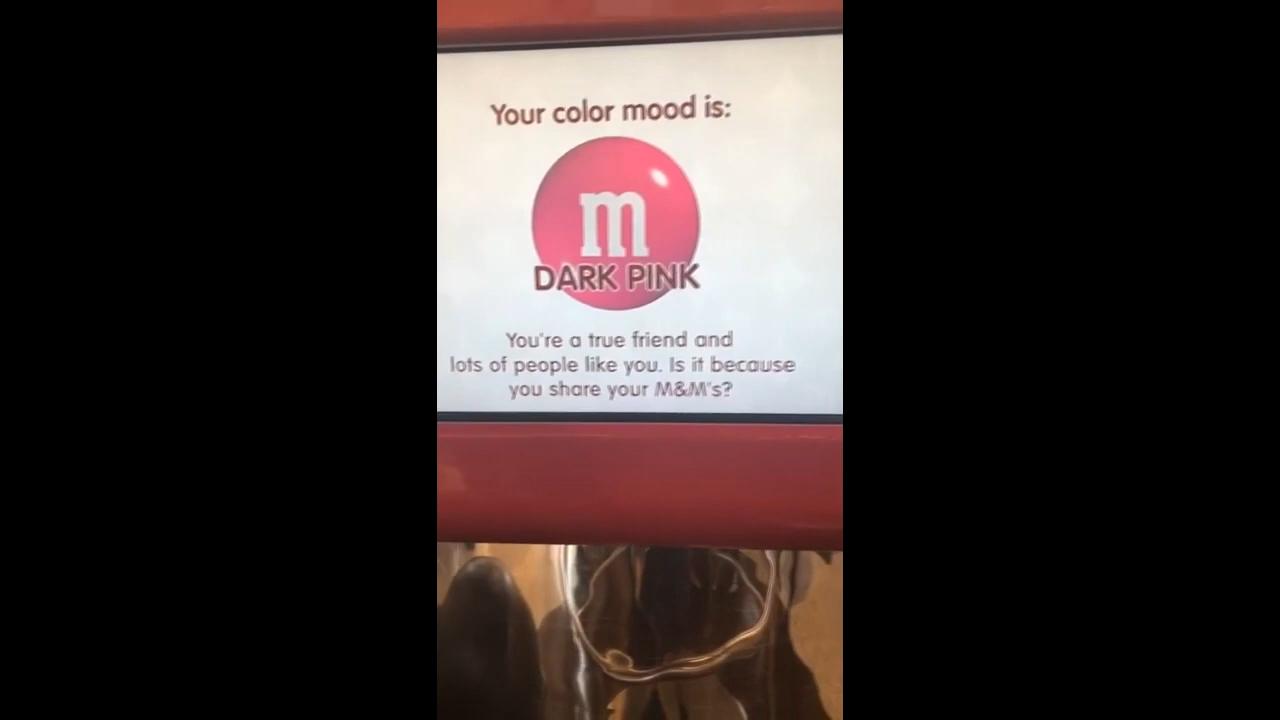 Your color mood is:
m
DARK PINK
You're a true friend and
lots of people like you. Is it because
you share your M&M's?